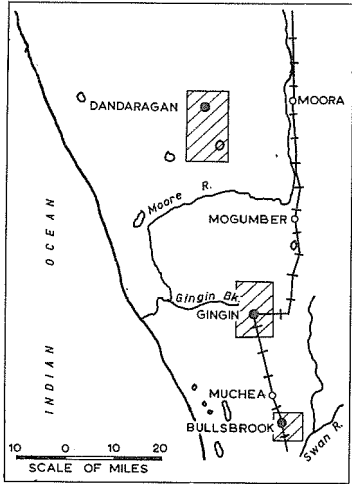 DANDARAGAN
MOORA
Moore R.
MOGUMBER
INDIAN OCEAN
Gingin Bk
GINGIN
MUCHEA
BULLSBROOK
Swan R.
10 0 10 20
SCALE OF MILES